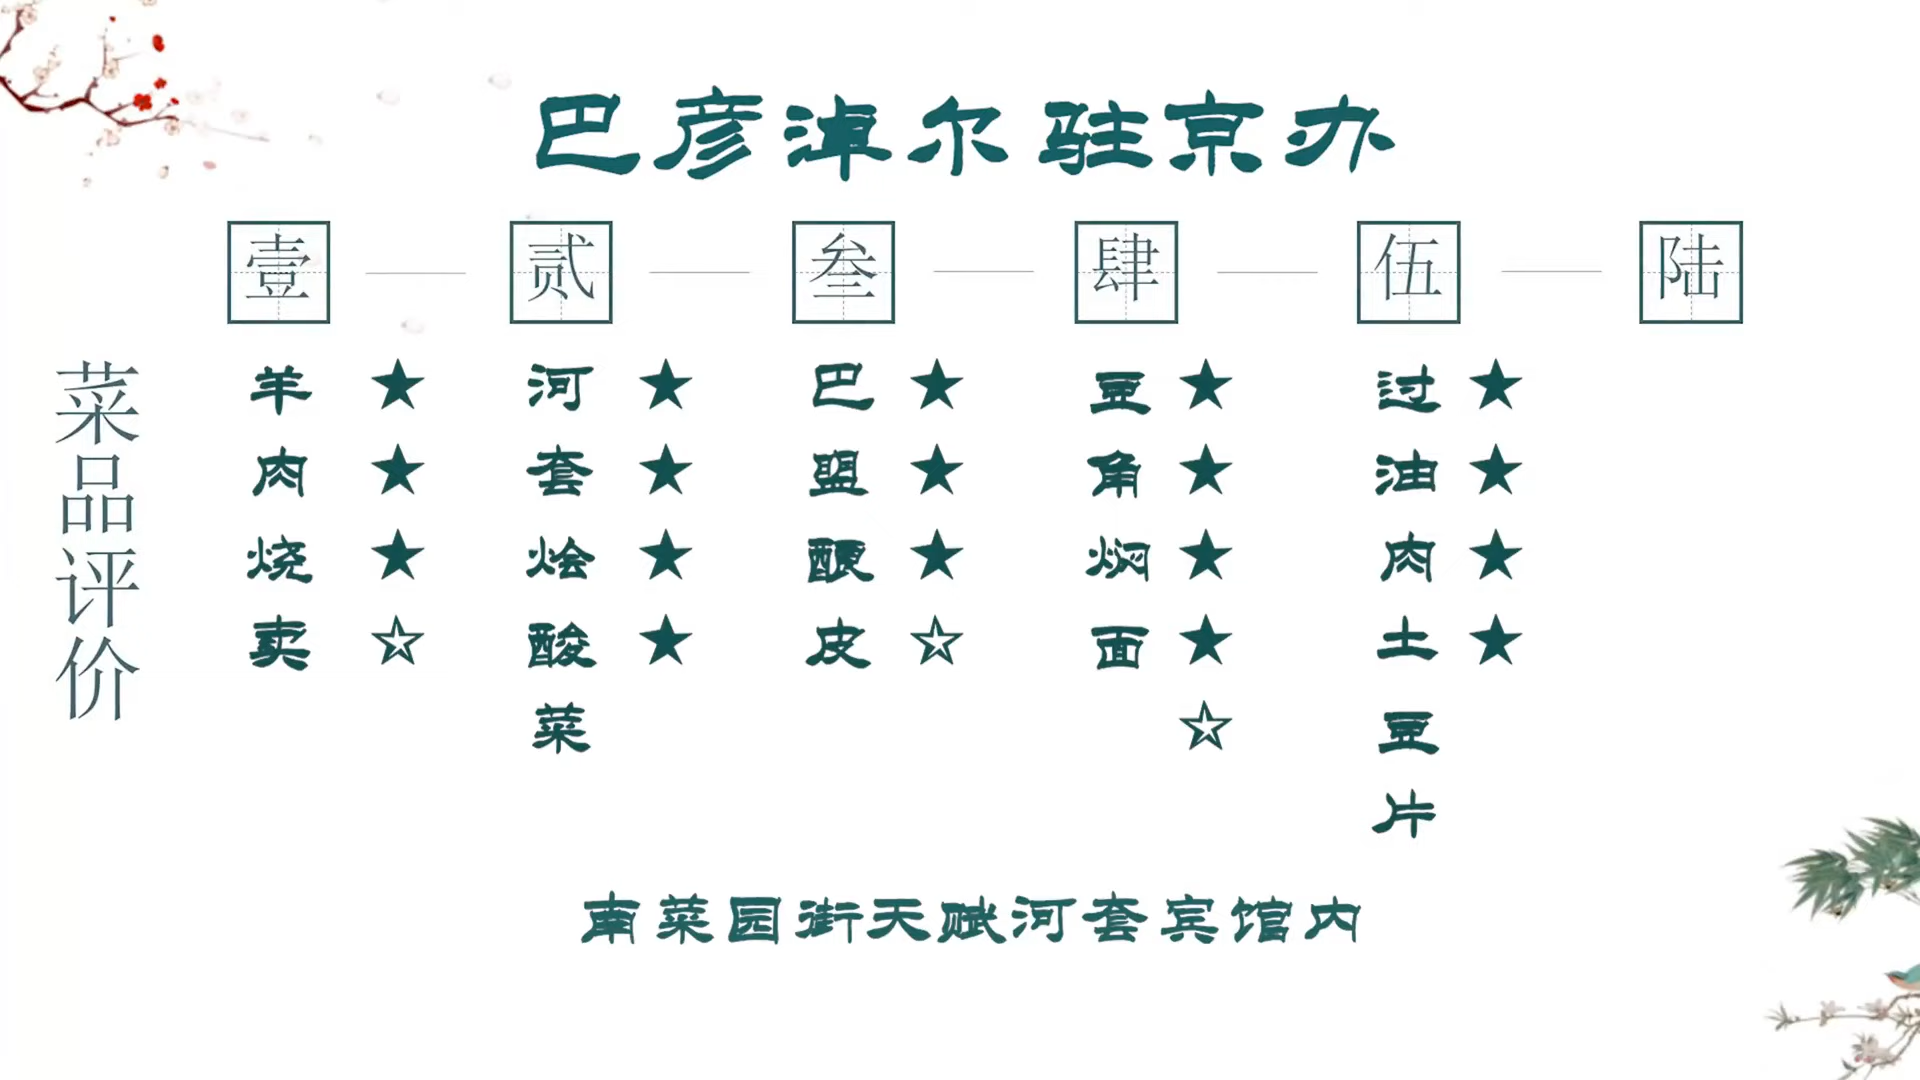 巴彦淖尔驻京办
壹
贰
叁
肆
伍
陆
菜品评价
羊肉烧卖
★★★☆
河套烩酸菜
★★★★
巴盟酿皮
★★★☆
豆角焖面
★★★★☆
过油肉土豆片
★★★★
南菜园街天赋河套宾馆内